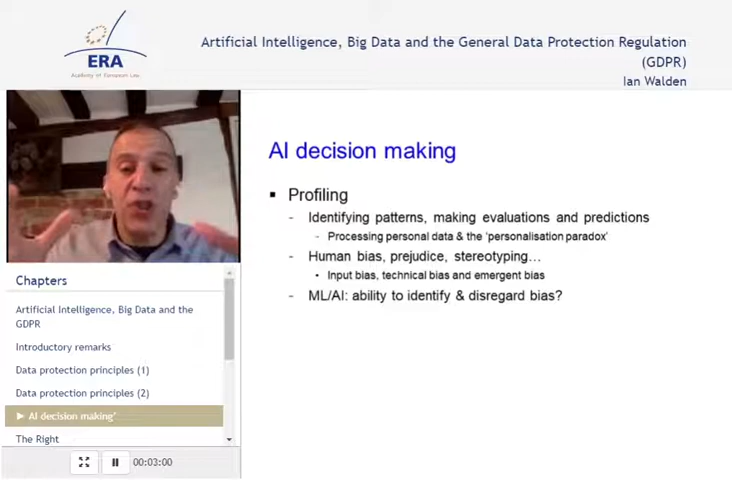 Artificial Intelligence, Big Data and the General Data Protection Regulation
(GDPR)
Ian Walden
ERA
Academy of European Law
AI decision making
▪ Profiling
- Identifying patterns, making evaluations and predictions
- Processing personal data & the 'personalisation paradox'
- Human bias, prejudice, stereotyping…
• Input bias, technical bias and emergent bias
- ML/AI: ability to identify & disregard bias?
Chapters
Artificial Intelligence, Big Data and the
GDPR
Introductory remarks
Data protection principles (1)
Data protection principles (2)
► AI decision making'
The Right
00:03:00